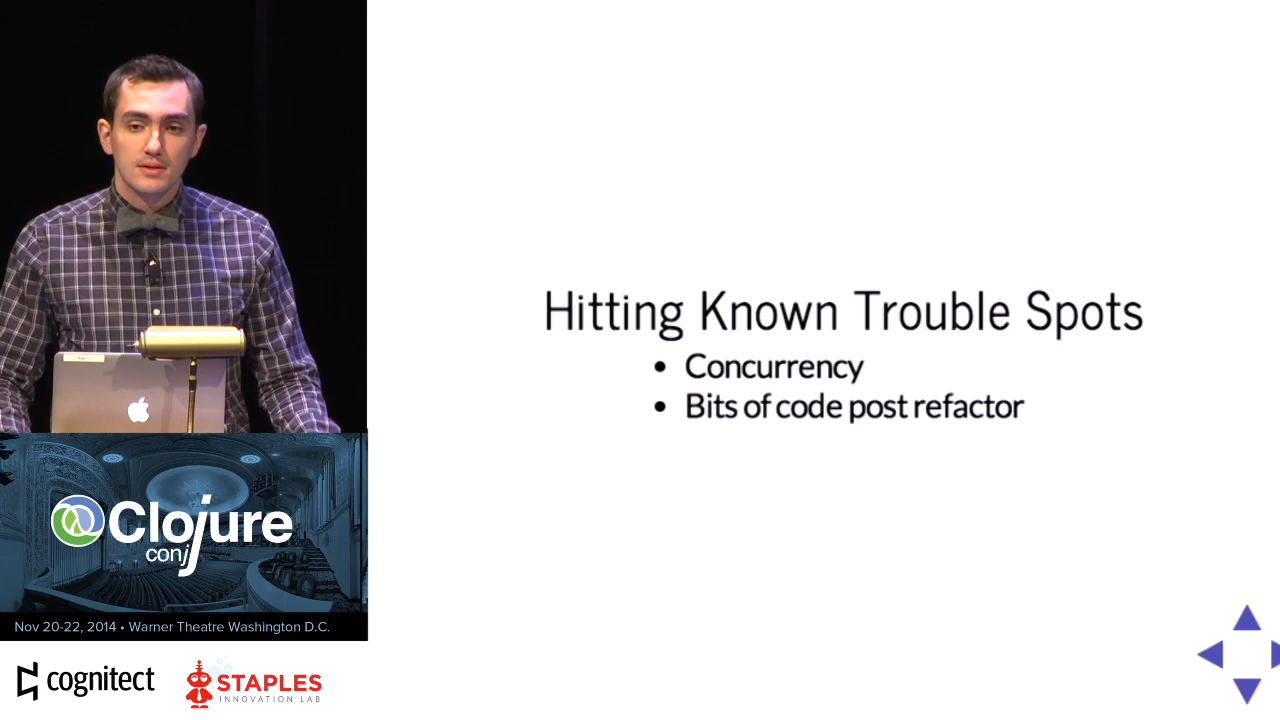 Hitting Known Trouble Spots
• Concurrency
• Bits of code post refactor
Clojure
conj
Nov 20-22, 2014 • Warner Theatre Washington D.C.
cognitect
STAPLES
INNOVATION LAB